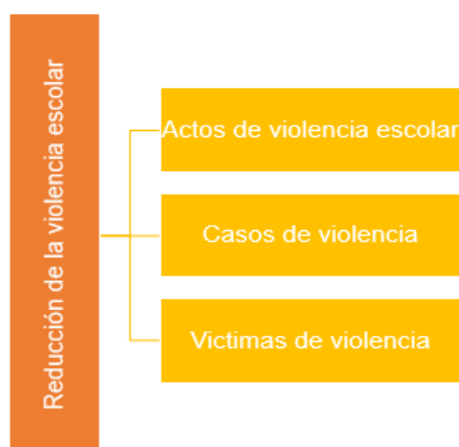 Reducción de la violencia escolar
Actos de violencia escolar
Casos de violencia
Victimas de violencia